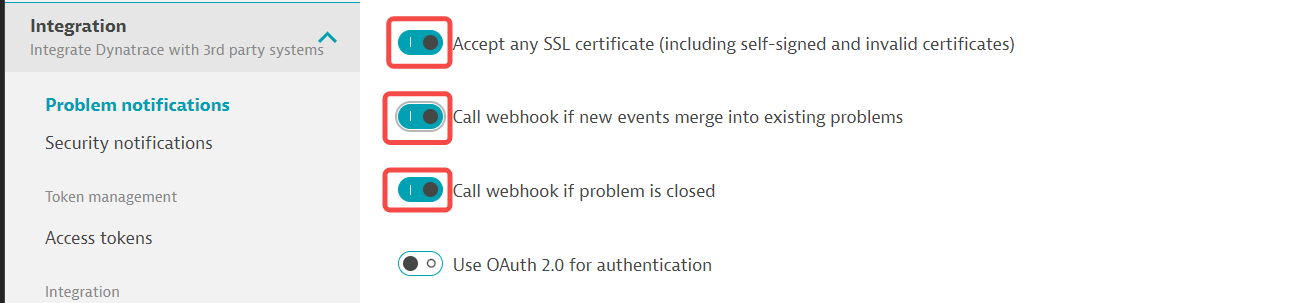 Integration
Integrate Dynatrace with 3rd party systems
Problem notifications
Security notifications
Token management
Access tokens
Integration
Accept any SSL certificate (including self-signed and invalid certificates)
Call webhook if new events merge into existing problems
Call webhook if problem is closed
Use OAuth 2.0 for authentication